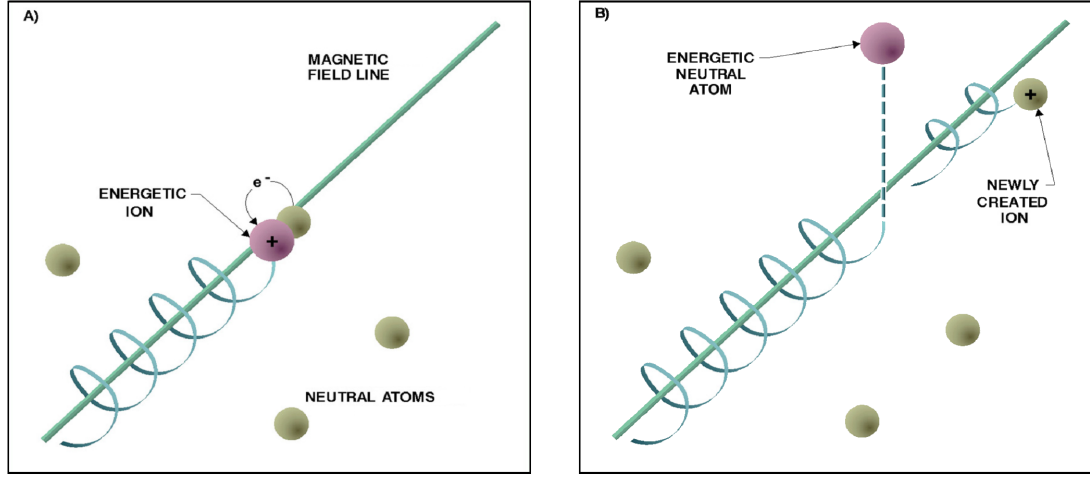 A)
MAGNETIC
FIELD LINE
e-
ENERGETIC
ION
+
NEUTRAL ATOMS
B)
ENERGETIC
NEUTRAL
ATOM
+
NEWLY
CREATED
ION